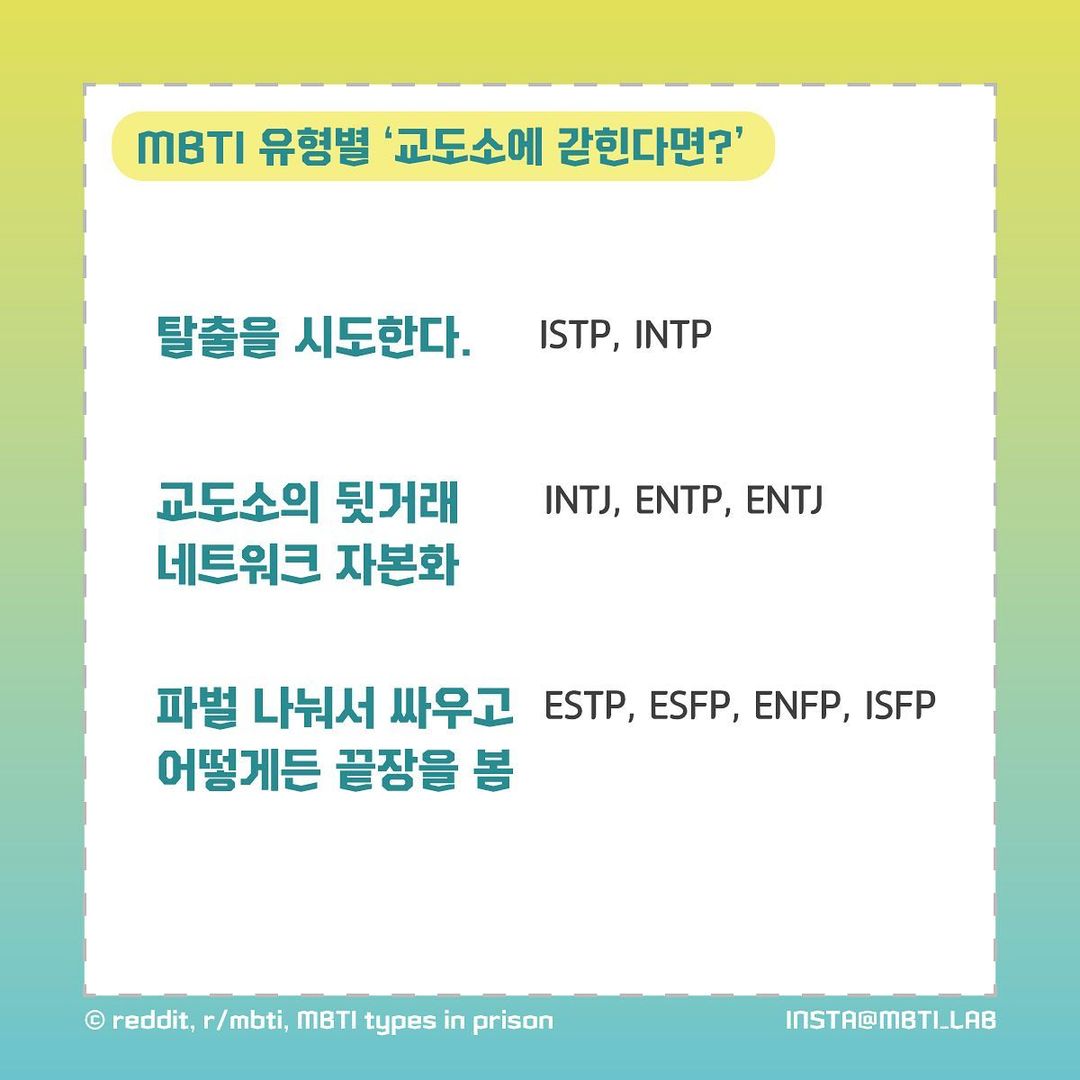 MBTI 유형별 ‘교도소에 갇힌다면?’
탈출을 시도한다. ISTP, INTP
교도소의 뒷거래 INTJ, ENTP, ENTJ
네트워크 자본화
파벌 나눠서 싸우고 ESTP, ESFP, ENFP, ISFP
어떻게든 끝장을 봄
© reddit, r/mbti, MBTI types in prison
INSTA@MBTI_LAB